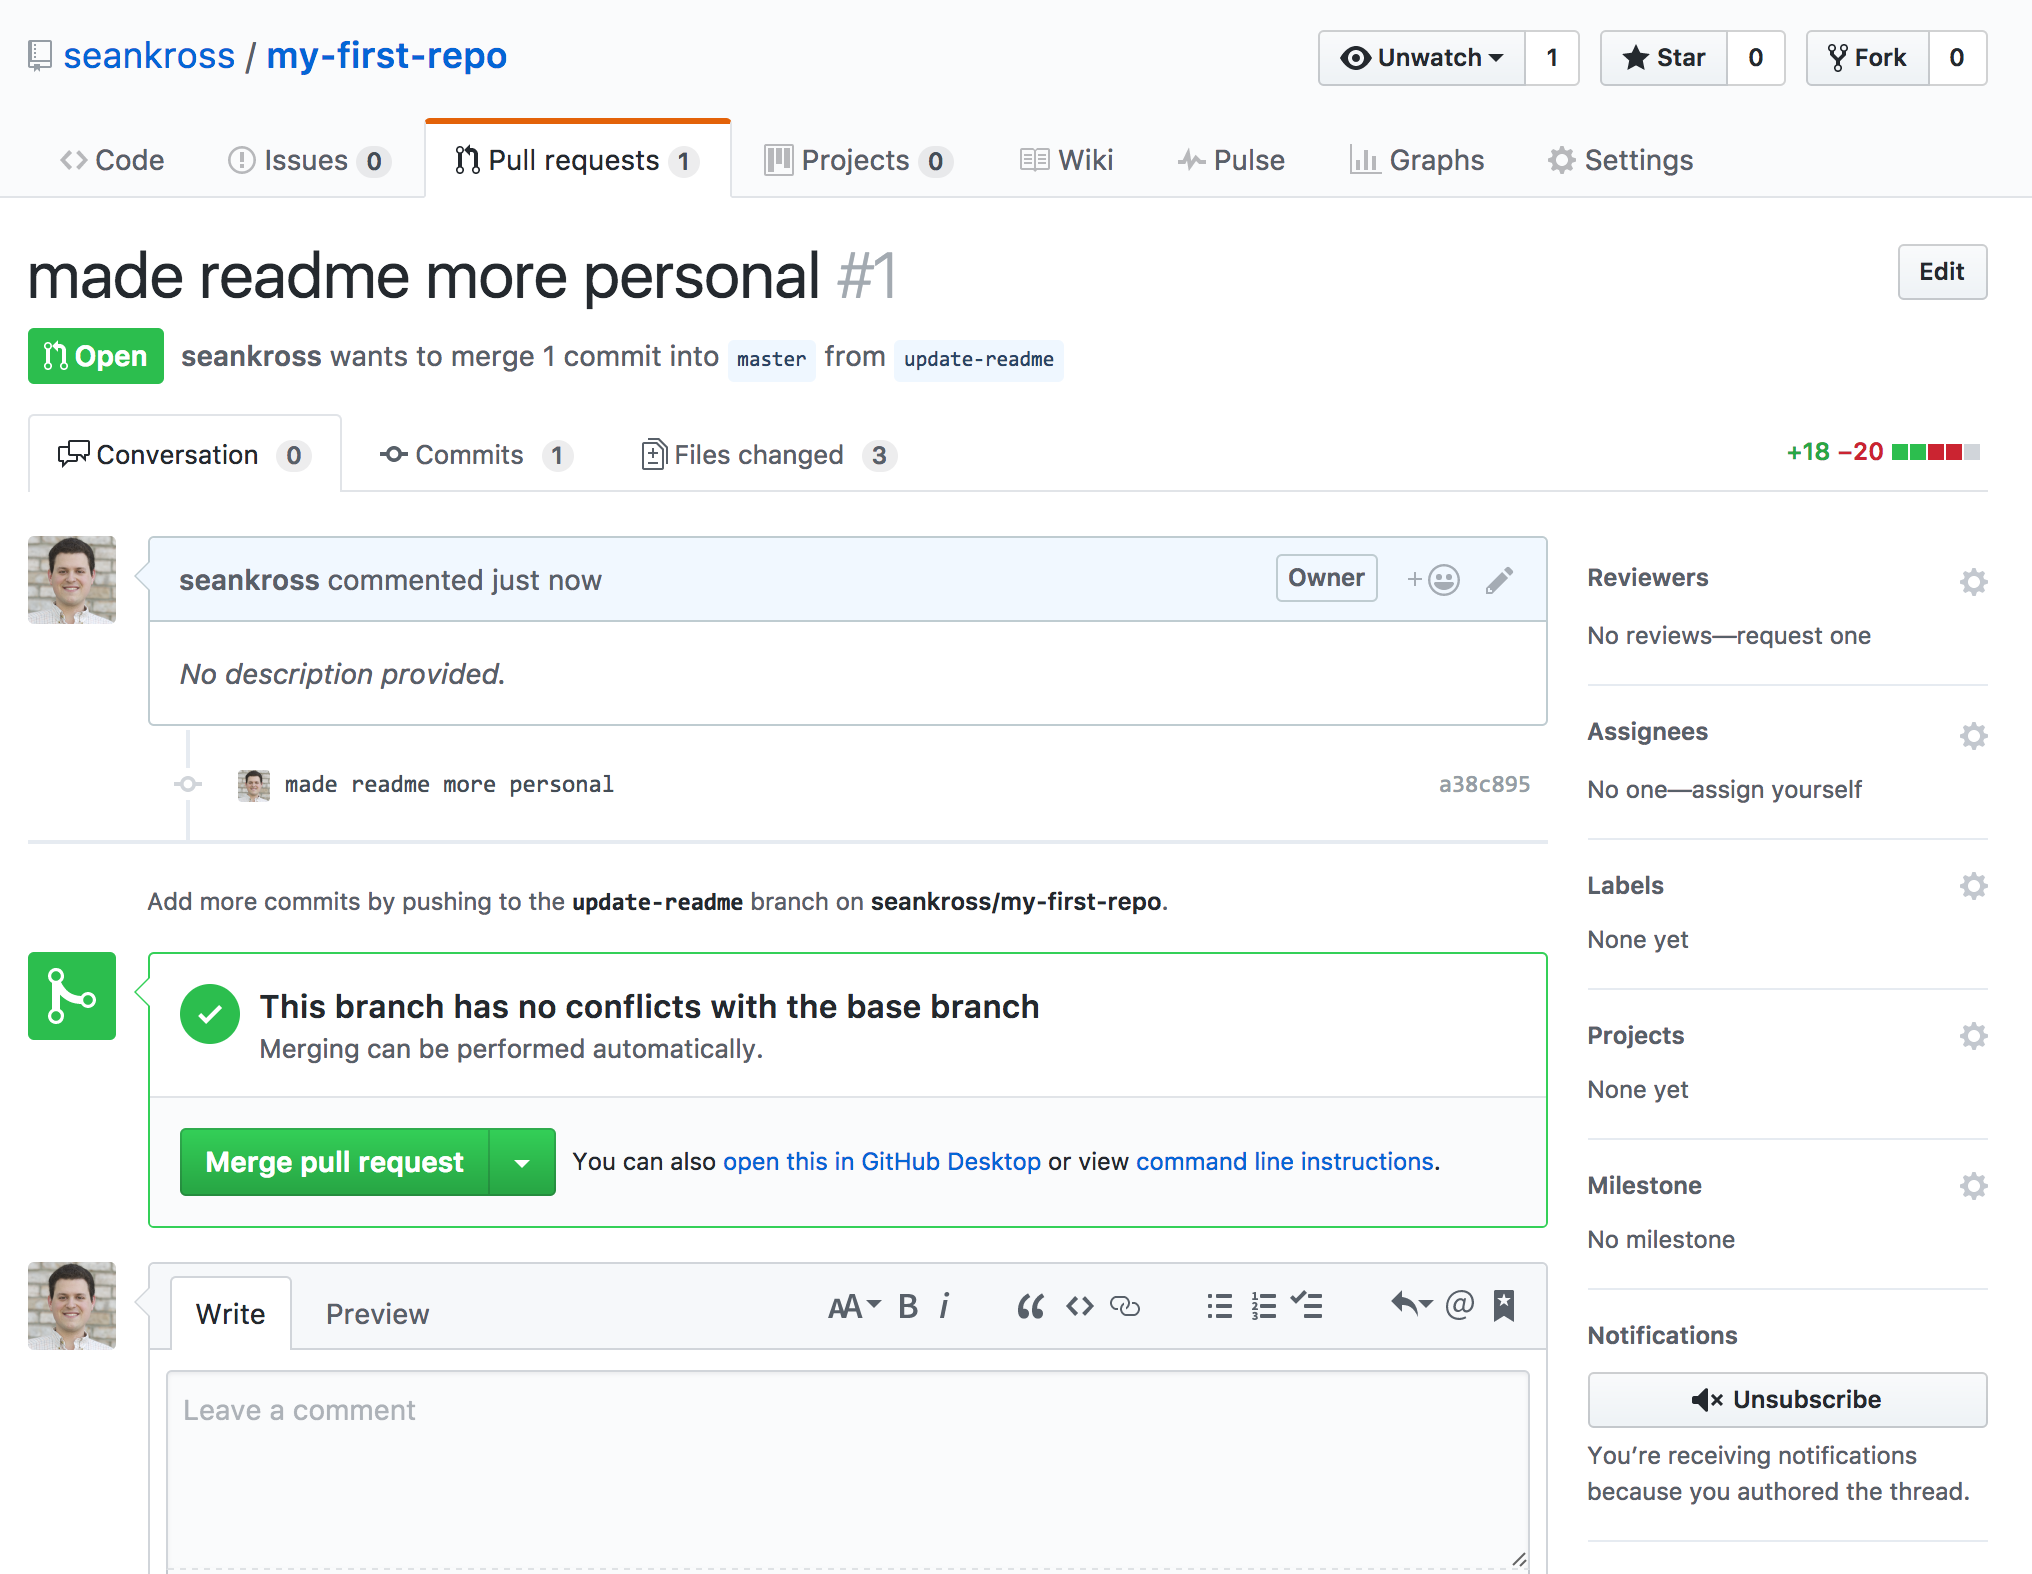 seankross / my-first-repo
Unwatch 1 Star 0 Fork 0
Code Issues 0 Pull requests 1 Projects 0 Wiki Pulse Graphs Settings
made readme more personal #1
Edit
Open seankross wants to merge 1 commit into master from update-readme
Conversation 0 Commits 1 Files changed 3 +18 −20
seankross commented just now Owner
No description provided.
made readme more personal a38c895
Add more commits by pushing to the update-readme branch on seankross/my-first-repo.
This branch has no conflicts with the base branch
Merging can be performed automatically.
Merge pull request You can also open this in GitHub Desktop or view command line instructions.
Write Preview
Leave a comment
Reviewers
No reviews—request one
Assignees
No one—assign yourself
Labels
None yet
Projects
None yet
Milestone
No milestone
Notifications
Unsubscribe
You’re receiving notifications
because you authored the thread.